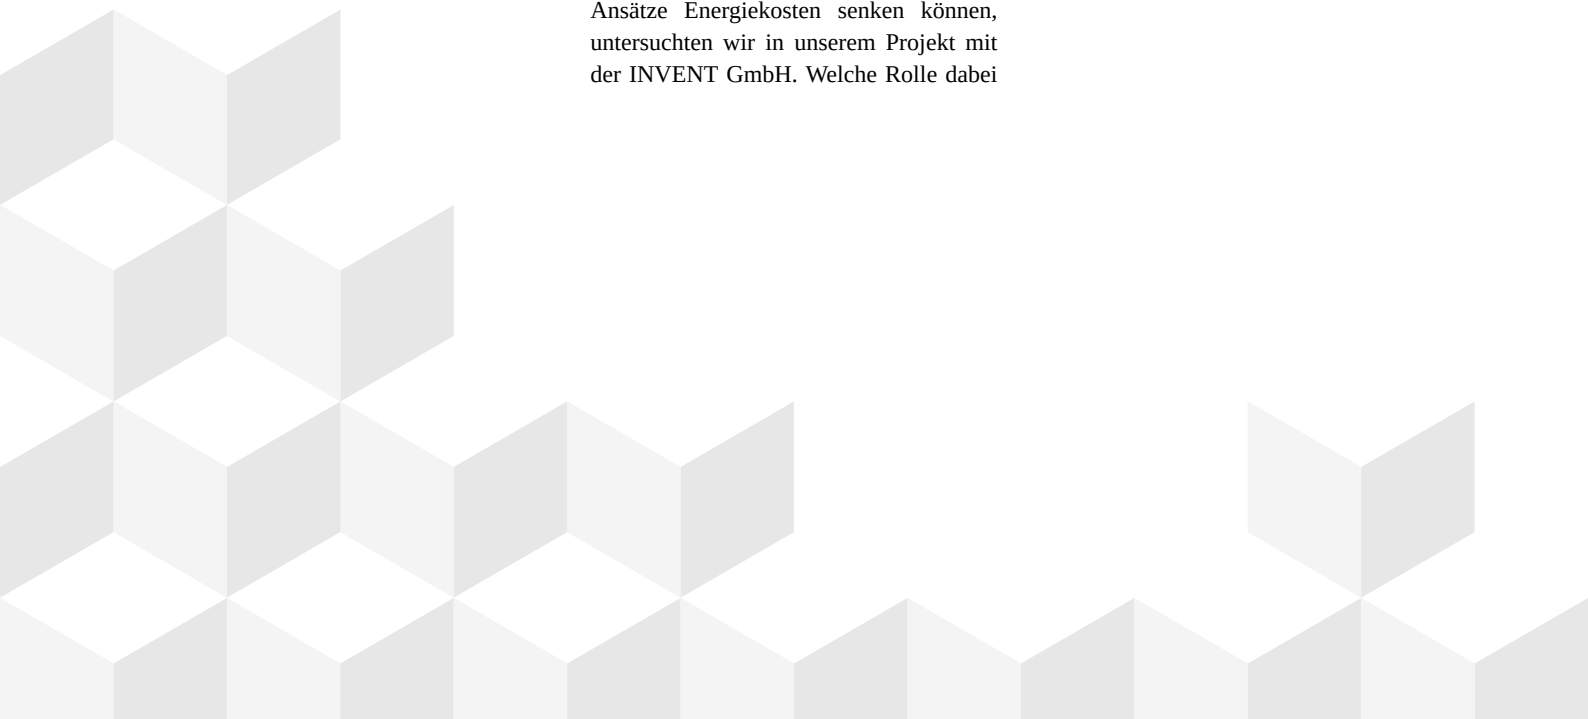 Ansätze Energiekosten senken können,
untersuchten wir in unserem Projekt mit
der INVENT GmbH. Welche Rolle dabei